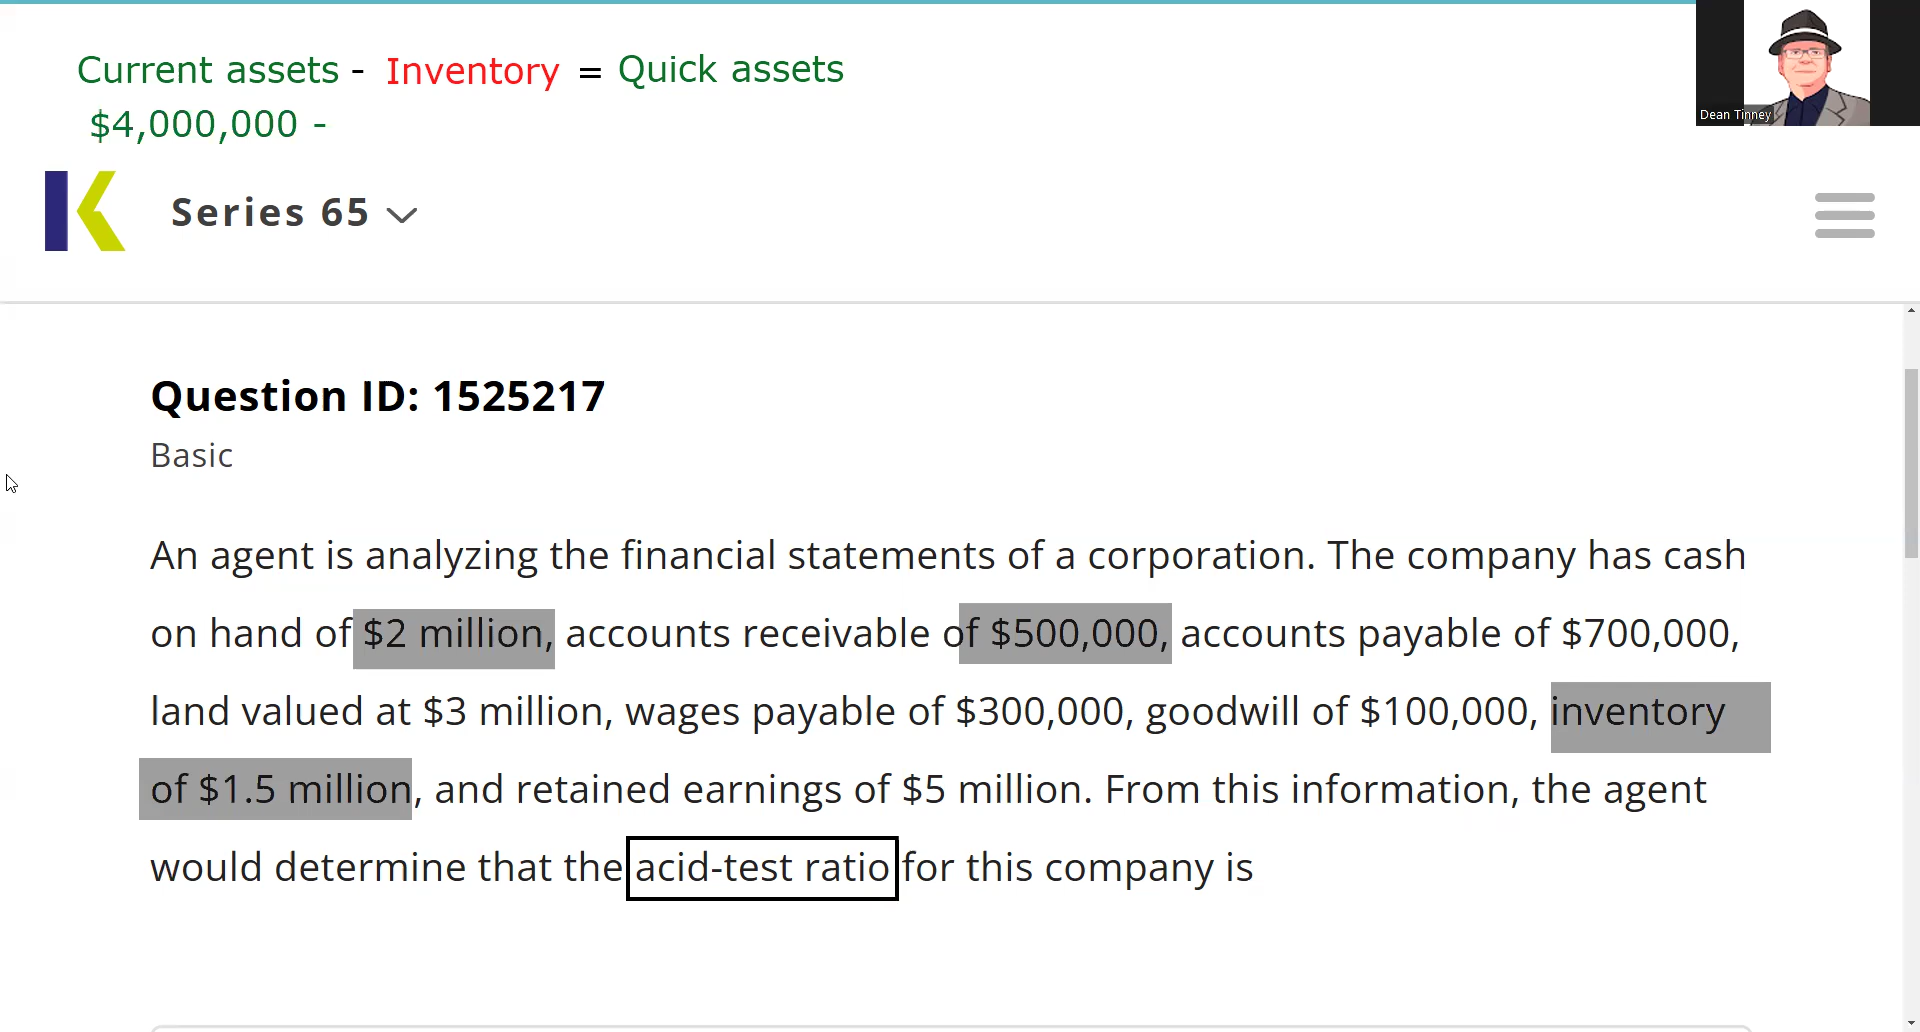 Current assets - Inventory = Quick assets
$4,000,000 -
Dean Tinney
Series 65
Question ID: 1525217
Basic
An agent is analyzing the financial statements of a corporation. The company has cash
on hand of $2 million, accounts receivable of $500,000, accounts payable of $700,000,
land valued at $3 million, wages payable of $300,000, goodwill of $100,000, inventory
of $1.5 million, and retained earnings of $5 million. From this information, the agent
would determine that the acid-test ratio for this company is